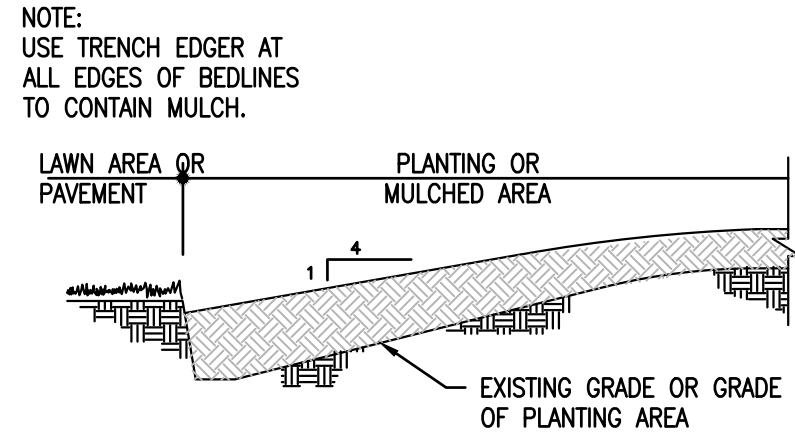 NOTE:
USE TRENCH EDGER AT
ALL EDGES OF BEDLINES
TO CONTAIN MULCH.
LAWN AREA OR
PAVEMENT
PLANTING OR
MULCHED AREA
4
1
EXISTING GRADE OR GRADE
OF PLANTING AREA